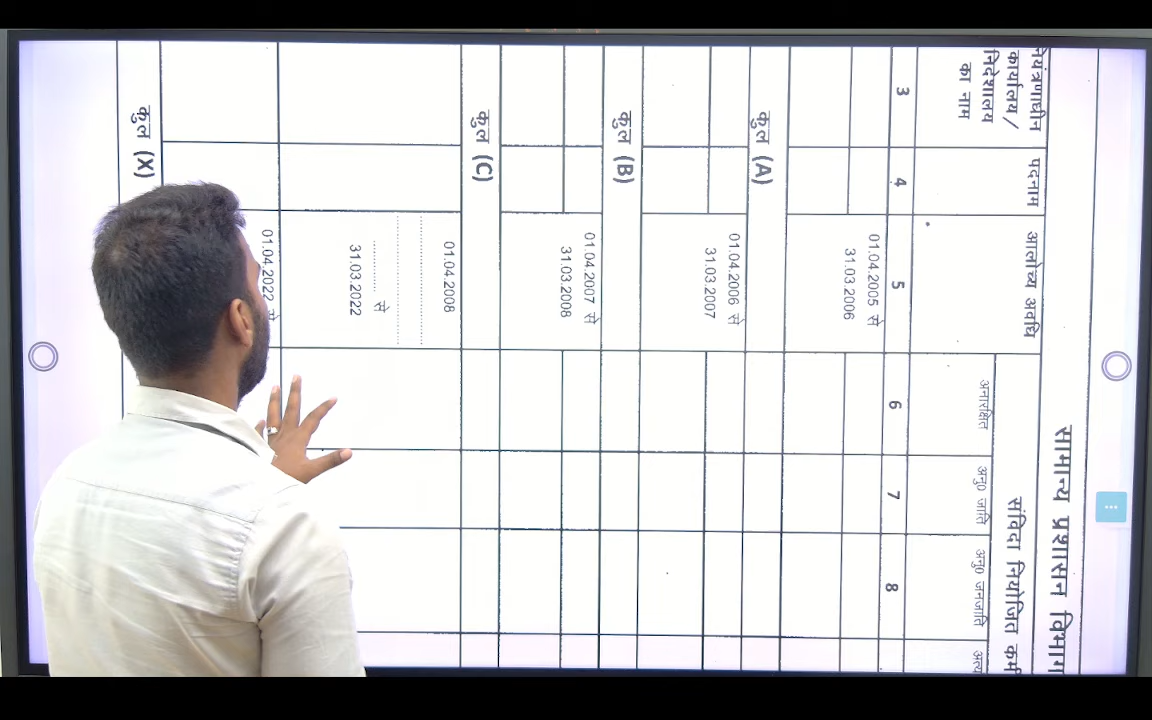 सामान्य प्रशासन विभाग
संविदा नियोजित कर्म
नियंत्रणाधीन
कार्यालय/
निदेशालय
का नाम
पदनाम
आलोच्य अवधि
अनारक्षित
अनु0 जाति
अनु0 जनजाति
अत्य
3 4 5 6 7 8
01.04.2005 से
31.03.2006
कुल (A)
01.04.2006 से
31.03.2007
कुल (B)
01.04.2007 से
31.03.2008
कुल (C)
01.04.2008
.......... से
31.03.2022
01.04.2022 से
कुल (X)